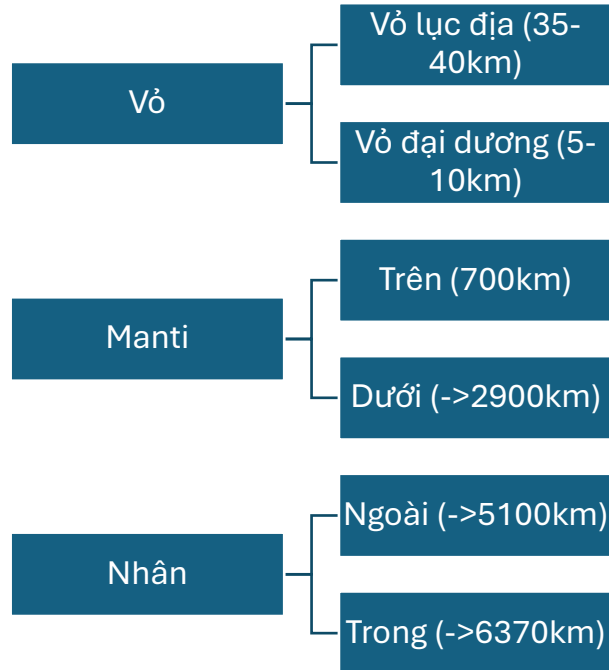 Vỏ
Vỏ lục địa (35-
40km)
Vỏ đại dương (5-
10km)
Manti
Trên (700km)
Dưới (->2900km)
Nhân
Ngoài (->5100km)
Trong (->6370km)